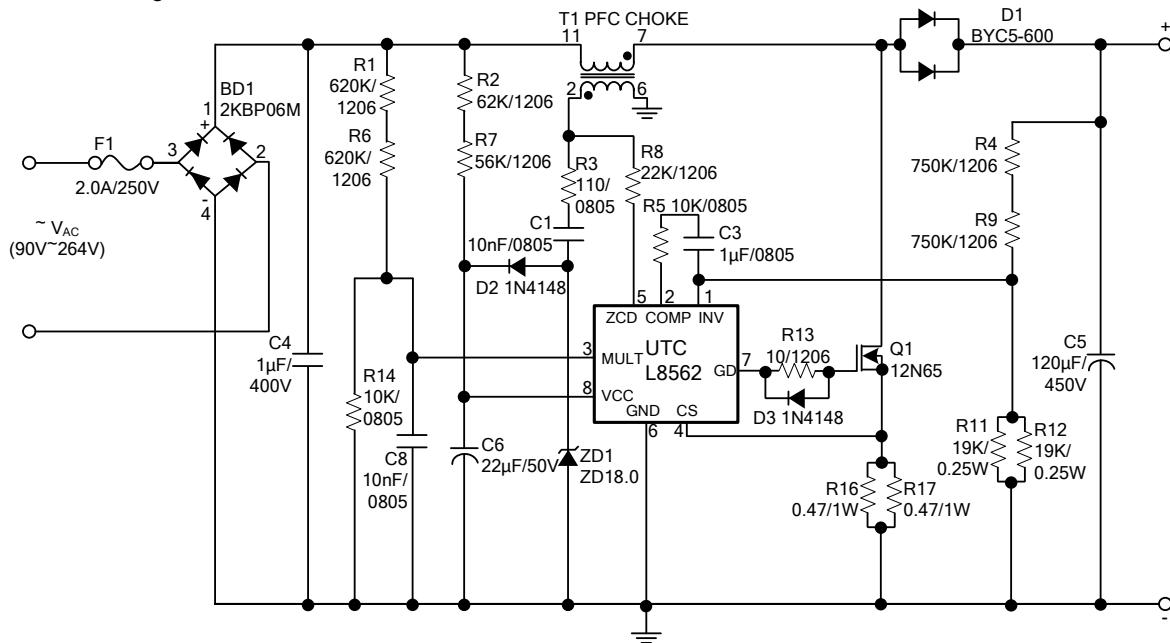 T1 PFC CHOKE
11
7
2
6
D1
BYC5-600
+
R1
620K/
1206
R6
620K/
1206
R2
62K/1206
R7
56K/1206
BD1
2KBP06M
1
+
3
2
-
4
F1
2.0A/250V
~ VAC
(90V~264V)
R3
110/
0805
R8
22K/1206
R5 10K/0805
C1
10nF/0805
C3
1μF/0805
D2 1N4148
R4
750K/1206
R9
750K/1206
5
2
1
ZCD
COMP
INV
3
MULT
UTC
L8562
GD
7
8
VCC
GND
CS
6
4
R13
10/1206
D3 1N4148
Q1
12N65
C4
1μF/
400V
R14
10K/
0805
C8
10nF/
0805
C6
22μF/50V
ZD1
ZD18.0
R16
0.47/1W
R17
0.47/1W
R11
19K/
0.25W
R12
19K/
0.25W
C5
120μF/
450V
-